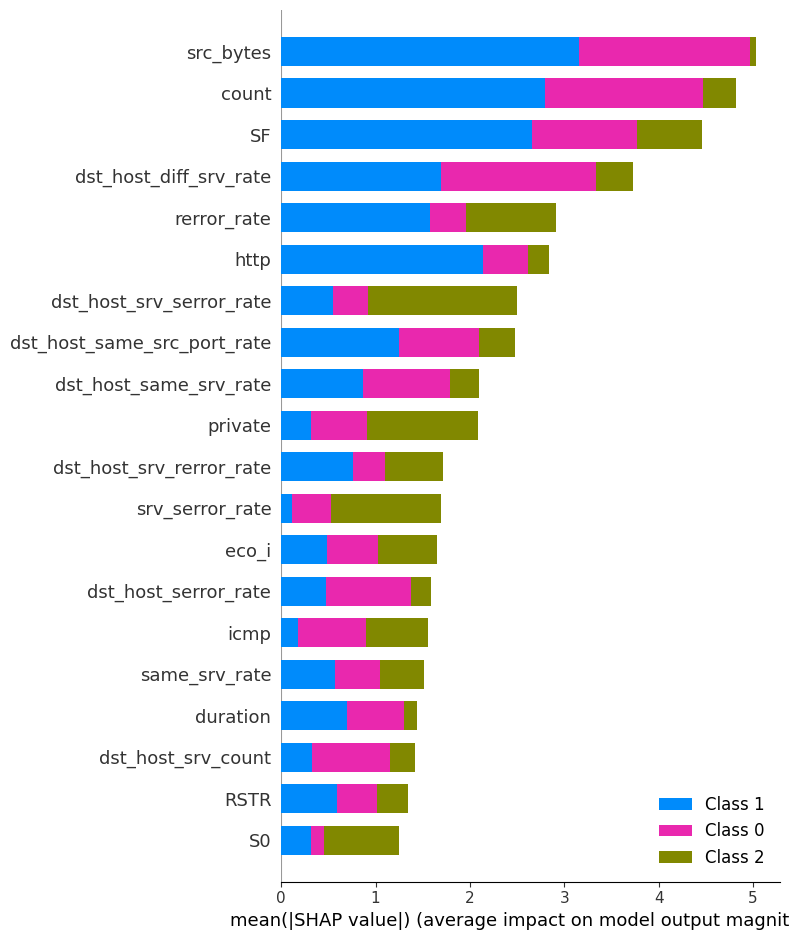 src_bytes
count
SF
dst_host_diff_srv_rate
rerror_rate
http
dst_host_srv_serror_rate
dst_host_same_src_port_rate
dst_host_same_srv_rate
private
dst_host_srv_rerror_rate
srv_serror_rate
eco_i
dst_host_serror_rate
icmp
same_srv_rate
duration
dst_host_srv_count
RSTR
S0
Class 1
Class 0
Class 2
0 1 2 3 4 5
mean(|SHAP value|) (average impact on model output magnit